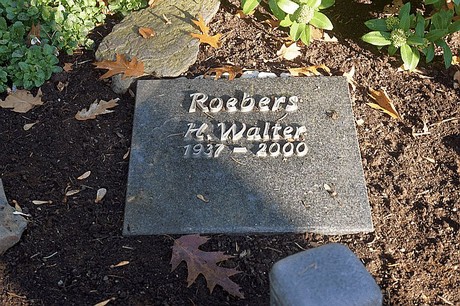 Roebers
H. Walter
1937 – 2000